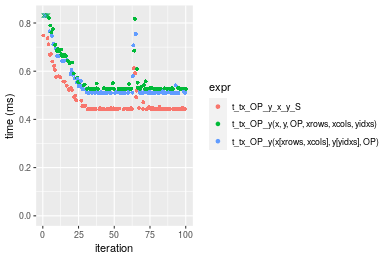 0.8
0.6
0.4
0.2
0.0
time (ms)
0
25
50
75
100
iteration
expr
t_tx_OP_y_x_y_S
t_tx_OP_y(x, y, OP, xrows, xcols, yidxs)
t_tx_OP_y(x[xrows, xcols], y[yidxs], OP)